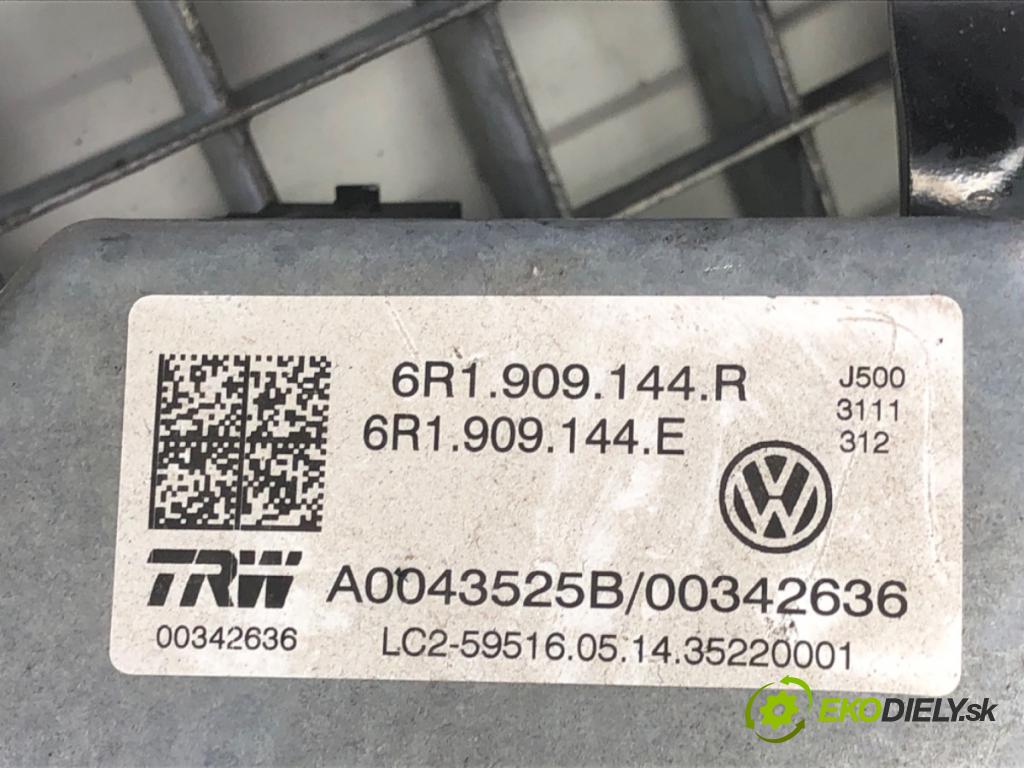 6R1.909.144.R
J500
6R1.909.144.E
3111
312
TRW
A0043525B/00342636
00342636
LC2-59516.05.14.35220001
EKODIELY.sk